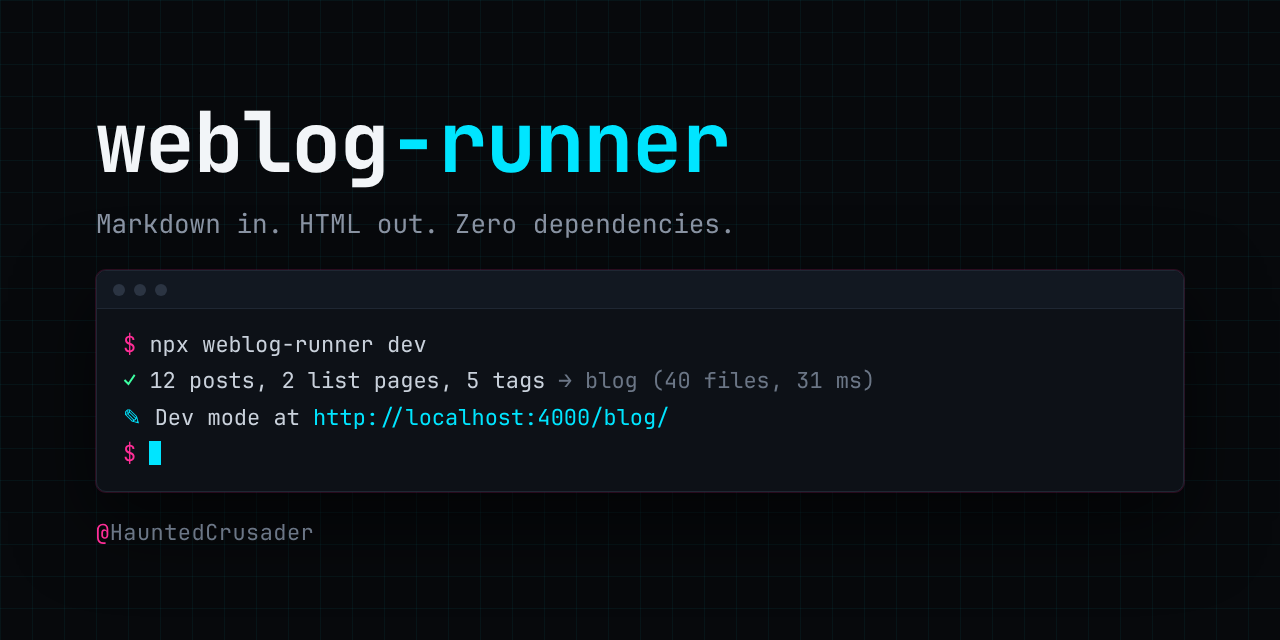 weblog-runner
Markdown in. HTML out. Zero dependencies.
$ npx weblog-runner dev
✓ 12 posts, 2 list pages, 5 tags → blog (40 files, 31 ms)
✎ Dev mode at http://localhost:4000/blog/
$
@HauntedCrusader